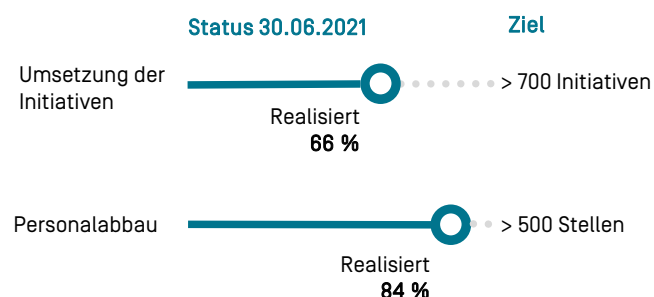 Status 30.06.2021
Ziel
Umsetzung der
Initiativen
> 700 Initiativen
Realisiert
66 %
Personalabbau
> 500 Stellen
Realisiert
84 %